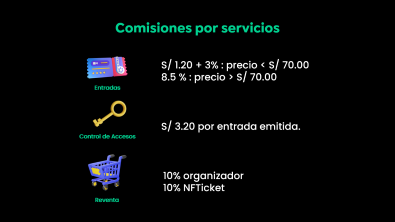 Comisiones por servicios
S/ 1.20 + 3% : precio < S/ 70.00
8.5 % : precio > S/ 70.00
Entradas
S/ 3.20 por entrada emitida.
Control de Accesos
10% organizador
10% NFTicket
Reventa